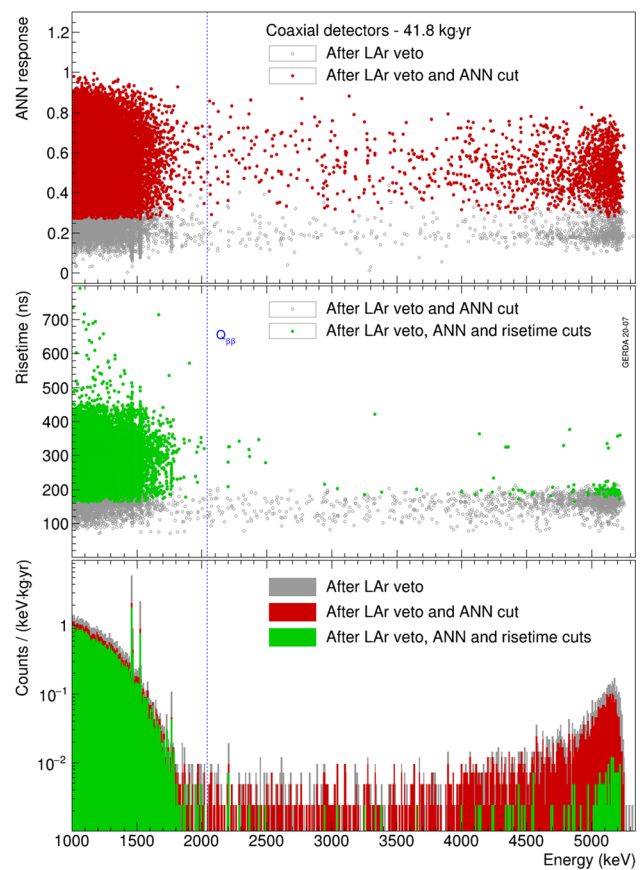 Coaxial detectors - 41.8 kg·yr
After LAr veto
After LAr veto and ANN cut
ANN response
1.2
1
0.8
0.6
0.4
0.2
0
After LAr veto and ANN cut
After LAr veto, ANN and risetime cuts
Risetime (ns)
700
600
500
400
300
200
100
Qββ
GERDA 20-07
After LAr veto
After LAr veto and ANN cut
After LAr veto, ANN and risetime cuts
Counts / (keV·kg·yr)
1
10⁻¹
10⁻²
1000 1500 2000 2500 3000 3500 4000 4500 5000
Energy (keV)